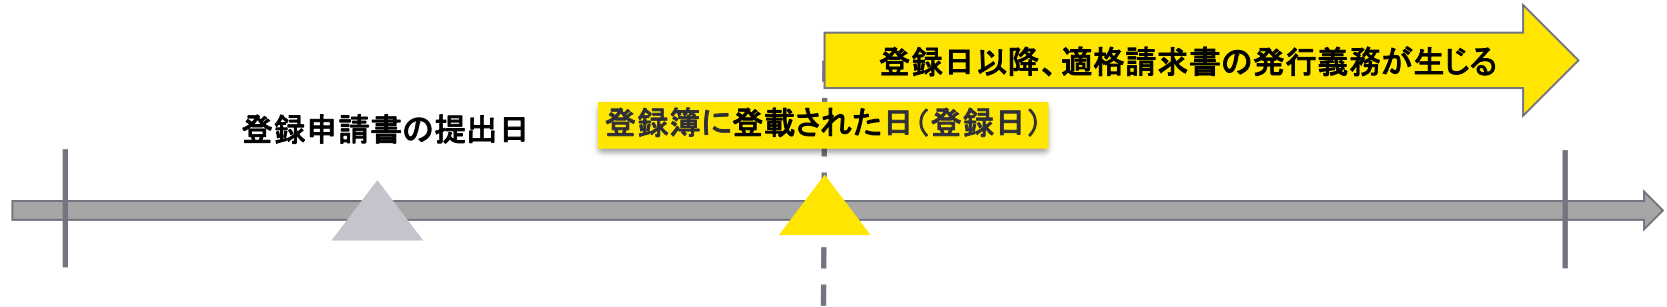 登録日以降、適格請求書の発行義務が生じる
登録申請書の提出日
登録簿に登載された日（登録日）